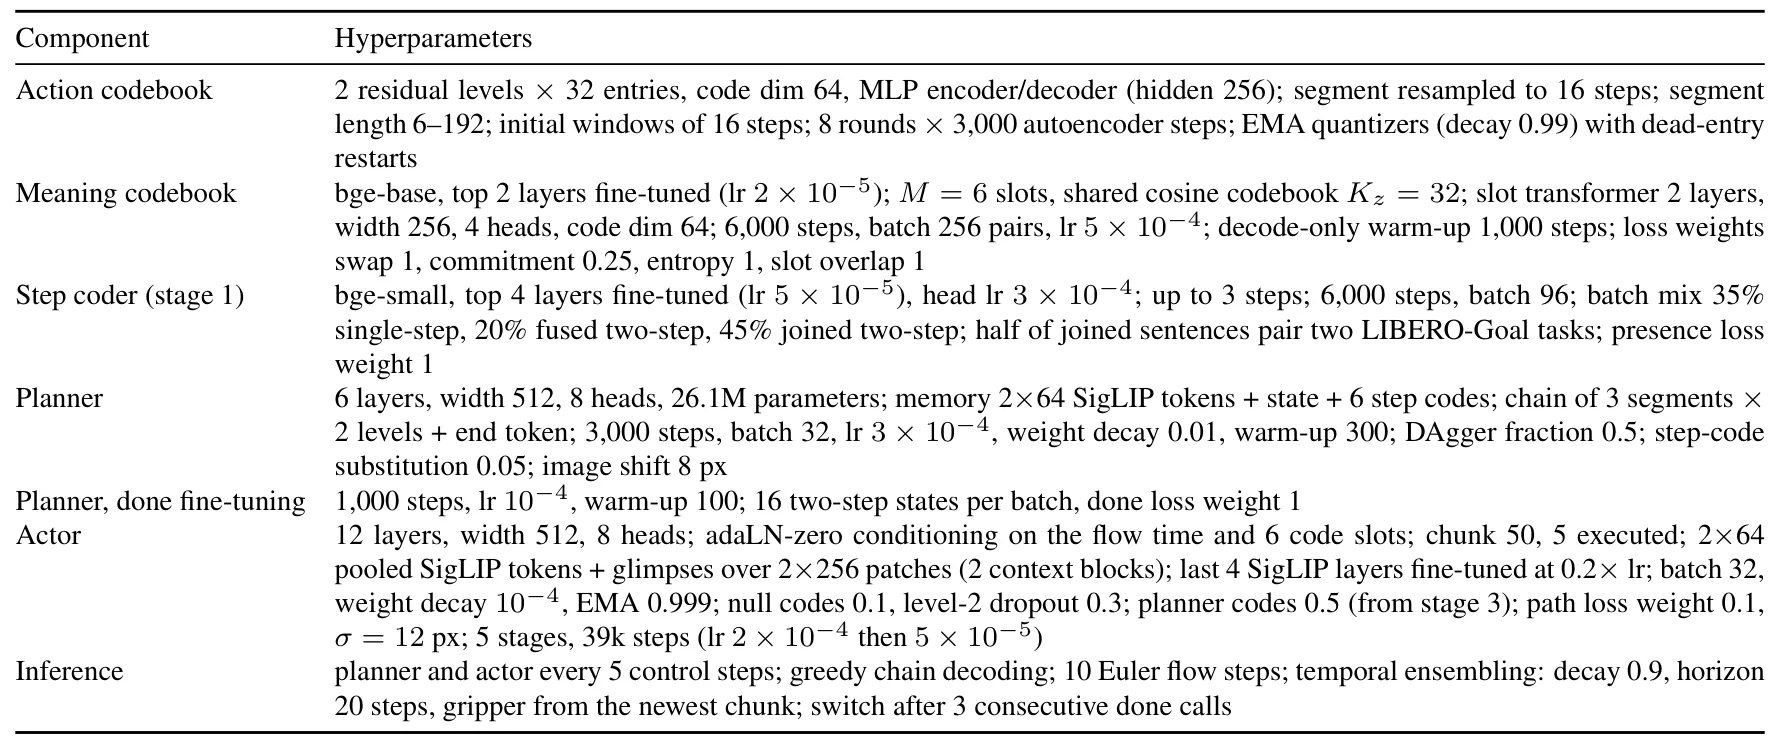 Component Hyperparameters
Action codebook 2 residual levels × 32 entries, code dim 64, MLP encoder/decoder (hidden 256); segment resampled to 16 steps; segment
length 6–192; initial windows of 16 steps; 8 rounds × 3,000 autoencoder steps; EMA quantizers (decay 0.99) with dead-entry
restarts
Meaning codebook bge-base, top 2 layers fine-tuned (lr 2 × 10⁻⁵); M = 6 slots, shared cosine codebook K_z = 32; slot transformer 2 layers,
width 256, 4 heads, code dim 64; 6,000 steps, batch 256 pairs, lr 5 × 10⁻⁴; decode-only warm-up 1,000 steps; loss weights
swap 1, commitment 0.25, entropy 1, slot overlap 1
Step coder (stage 1) bge-small, top 4 layers fine-tuned (lr 5 × 10⁻⁵), head lr 3 × 10⁻⁴; up to 3 steps; 6,000 steps, batch 96; batch mix 35%
single-step, 20% fused two-step, 45% joined two-step; half of joined sentences pair two LIBERO-Goal tasks; presence loss
weight 1
Planner 6 layers, width 512, 8 heads, 26.1M parameters; memory 2×64 SigLIP tokens + state + 6 step codes; chain of 3 segments ×
2 levels + end token; 3,000 steps, batch 32, lr 3 × 10⁻⁴, weight decay 0.01, warm-up 300; DAgger fraction 0.5; step-code
substitution 0.05; image shift 8 px
Planner, done fine-tuning 1,000 steps, lr 10⁻⁴, warm-up 100; 16 two-step states per batch, done loss weight 1
Actor 12 layers, width 512, 8 heads; adaLN-zero conditioning on the flow time and 6 code slots; chunk 50, 5 executed; 2×64
pooled SigLIP tokens + glimpses over 2×256 patches (2 context blocks); last 4 SigLIP layers fine-tuned at 0.2× lr; batch 32,
weight decay 10⁻⁴, EMA 0.999; null codes 0.1, level-2 dropout 0.3; planner codes 0.5 (from stage 3); path loss weight 0.1,
σ = 12 px; 5 stages, 39k steps (lr 2 × 10⁻⁴ then 5 × 10⁻⁵)
Inference planner and actor every 5 control steps; greedy chain decoding; 10 Euler flow steps; temporal ensembling: decay 0.9, horizon
20 steps, gripper from the newest chunk; switch after 3 consecutive done calls